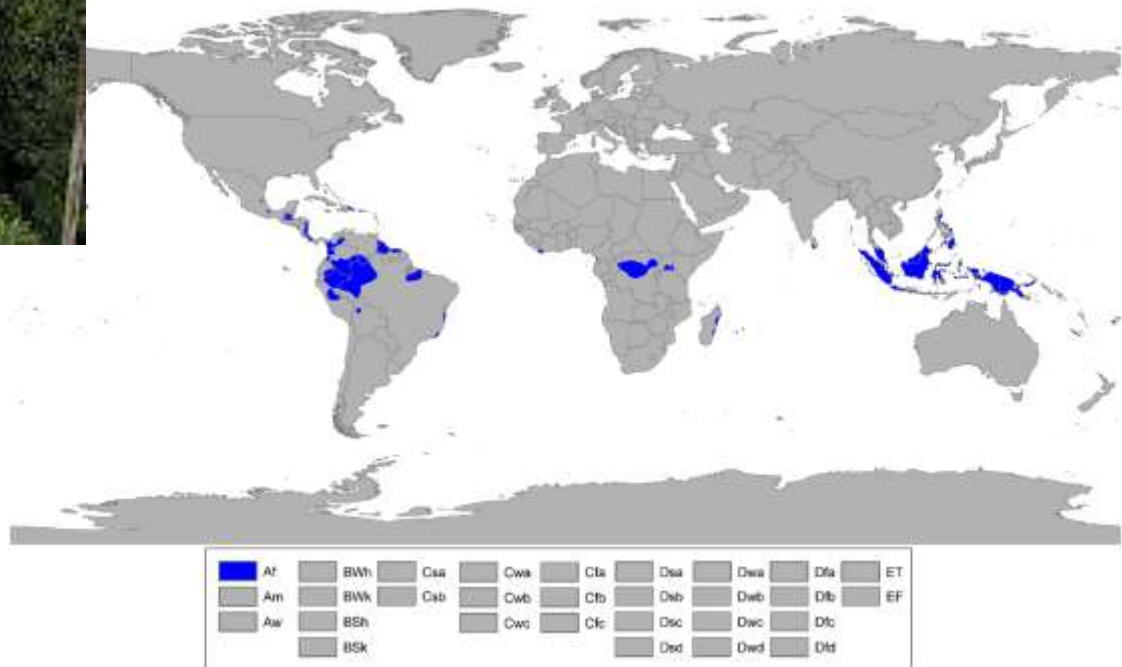 Af BWh Csa Cwa Cfa Dsa Dwa Dfa ET
Am BWk Csb Cwb Cfb Dsb Dwb Dfb EF
Aw BSh Cwc Cfc Dsc Dwc Dfc
BSk Dsd Dwd Dfd